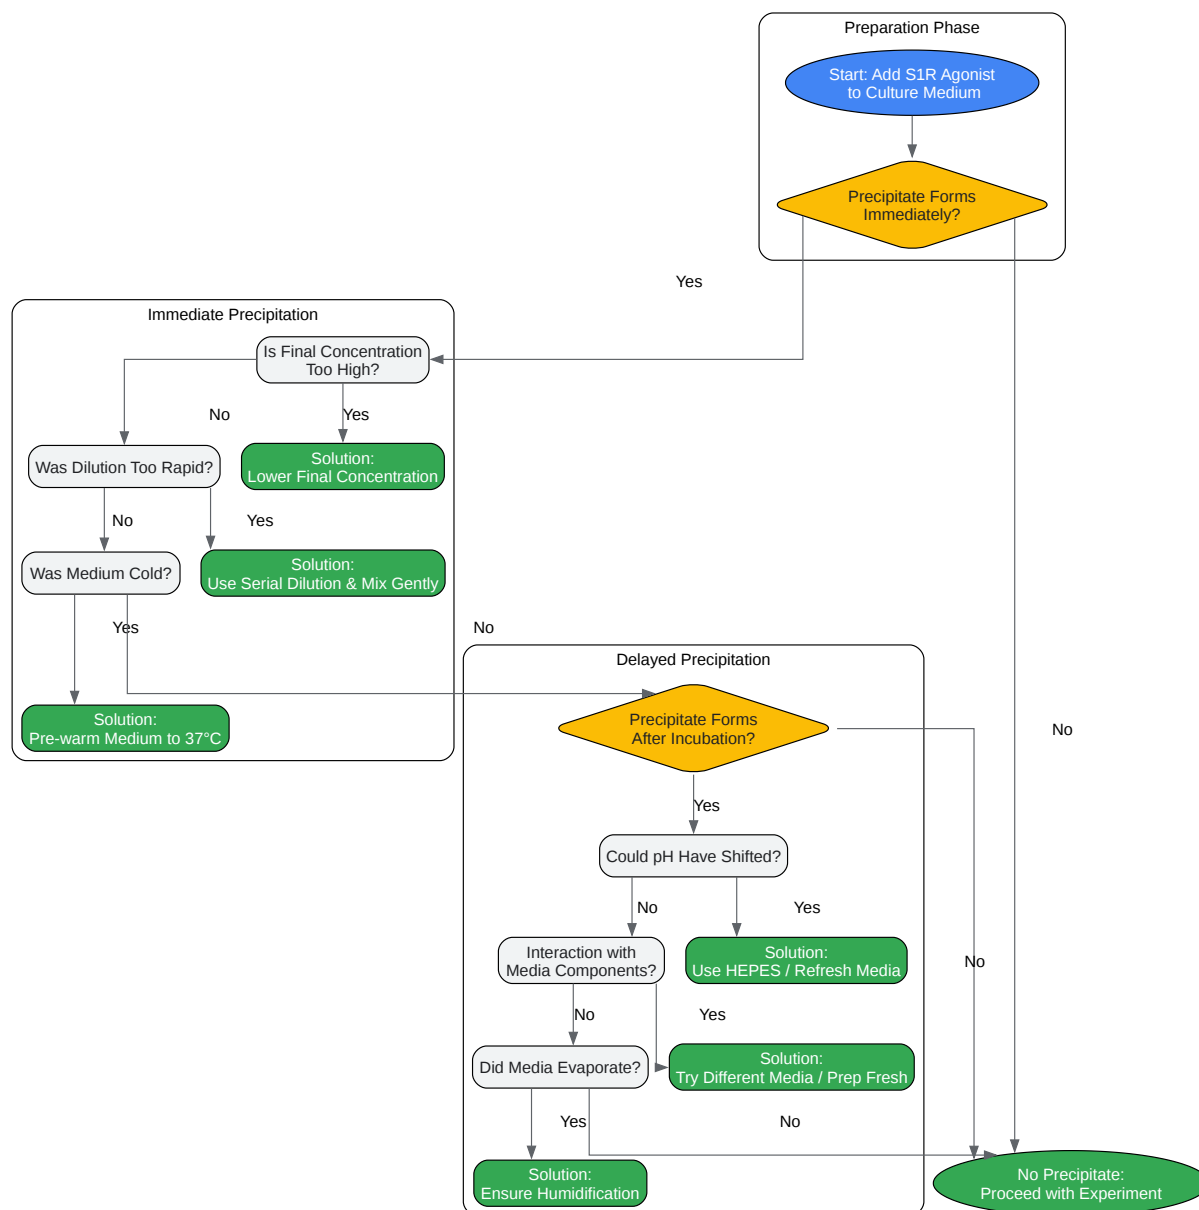 Preparation Phase
Start: Add S1R Agonist
to Culture Medium
Precipitate Forms
Immediately?
Yes
Immediate Precipitation
Is Final Concentration
Too High?
No
Yes
Was Dilution Too Rapid?
Solution:
Lower Final Concentration
No
Yes
Was Medium Cold?
Solution:
Use Serial Dilution & Mix Gently
Yes
No
Solution:
Pre-warm Medium to 37°C
Delayed Precipitation
Precipitate Forms
After Incubation?
No
Yes
Could pH Have Shifted?
No
Yes
Interaction with
Media Components?
Solution:
Use HEPES / Refresh Media
No
No
Yes
Did Media Evaporate?
Solution:
Try Different Media / Prep Fresh
Yes
No
Solution:
Ensure Humidification
No Precipitate:
Proceed with Experiment